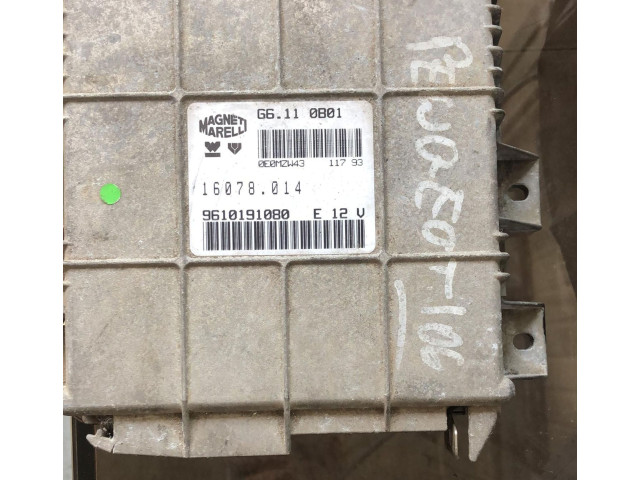 MAGNETI
MARELLI
G6.11 0B01
0E0MZW43 117 93
16078.014
9610191080 E 12 V
PEUGEOT-106